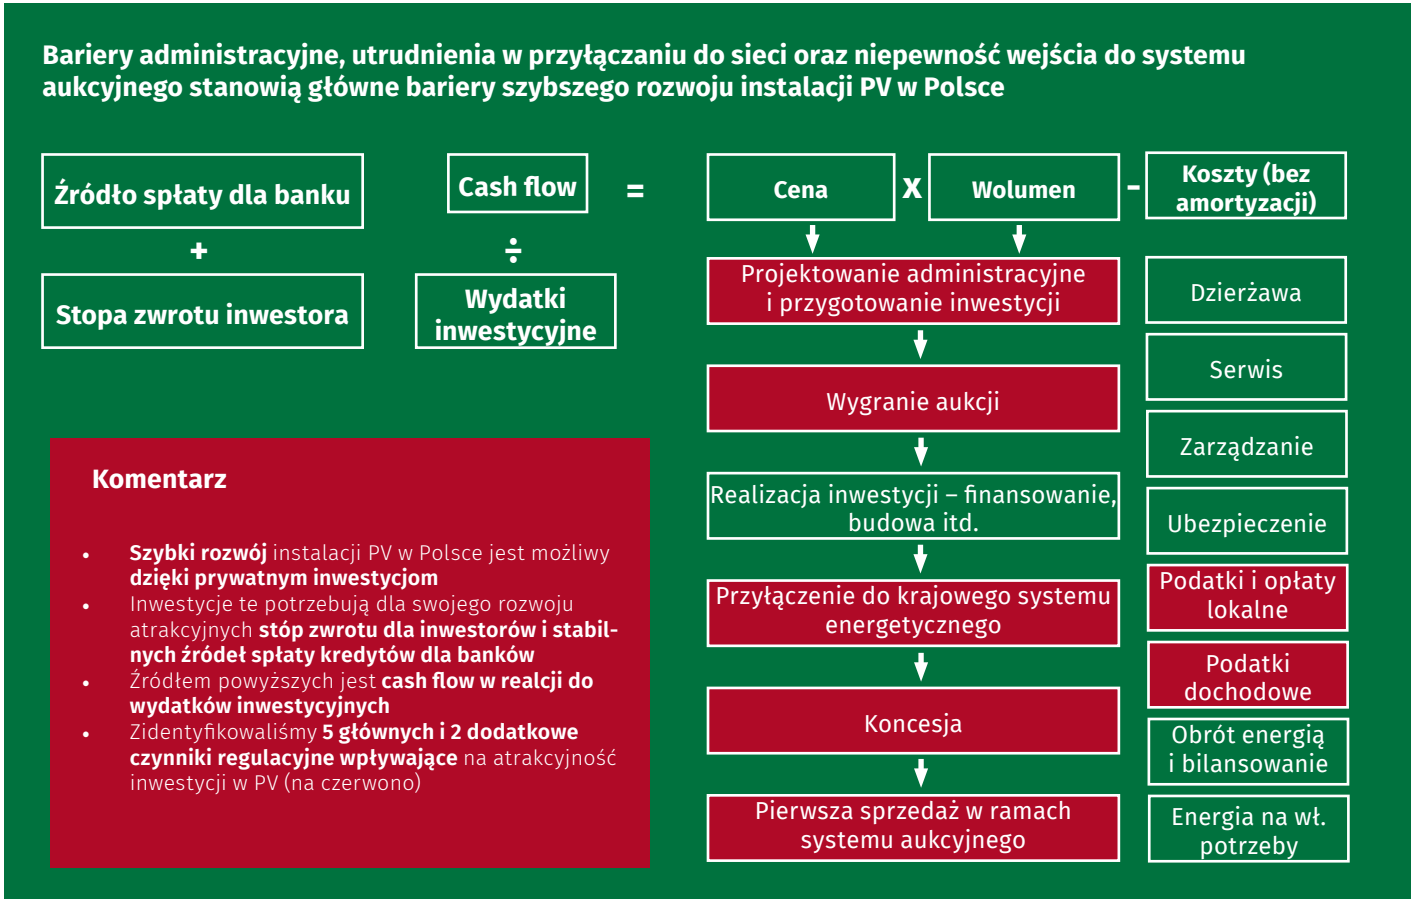 Bariery administracyjne, utrudnienia w przyłączaniu do sieci oraz niepewność wejścia do systemu
aukcyjnego stanowią główne bariery szybszego rozwoju instalacji PV w Polsce
Źródło spłaty dla banku
+
Stopa zwrotu inwestora
Cash flow
÷
Wydatki
inwestycyjne
=
Cena
x
Wolumen
-
Koszty (bez
amortyzacji)
Projektowanie administracyjne
i przygotowanie inwestycji
Wygranie aukcji
Realizacja inwestycji – finansowanie,
budowa itd.
Przyłączenie do krajowego systemu
energetycznego
Koncesja
Pierwsza sprzedaż w ramach
systemu aukcyjnego
Dzierżawa
Serwis
Zarządzanie
Ubezpieczenie
Podatki i opłaty
lokalne
Podatki
dochodowe
Obrót energią
i bilansowanie
Energia na wł.
potrzeby
Komentarz
• Szybki rozwój instalacji PV w Polsce jest możliwy
dzięki prywatnym inwestycjom
• Inwestycje te potrzebują dla swojego rozwoju
atrakcyjnych stóp zwrotu dla inwestorów i stabil-
nych źródeł spłaty kredytów dla banków
• Źródłem powyższych jest cash flow w realcji do
wydatków inwestycyjnych
• Zidentyfikowaliśmy 5 głównych i 2 dodatkowe
czynniki regulacyjne wpływające na atrakcyjność
inwestycji w PV (na czerwono)